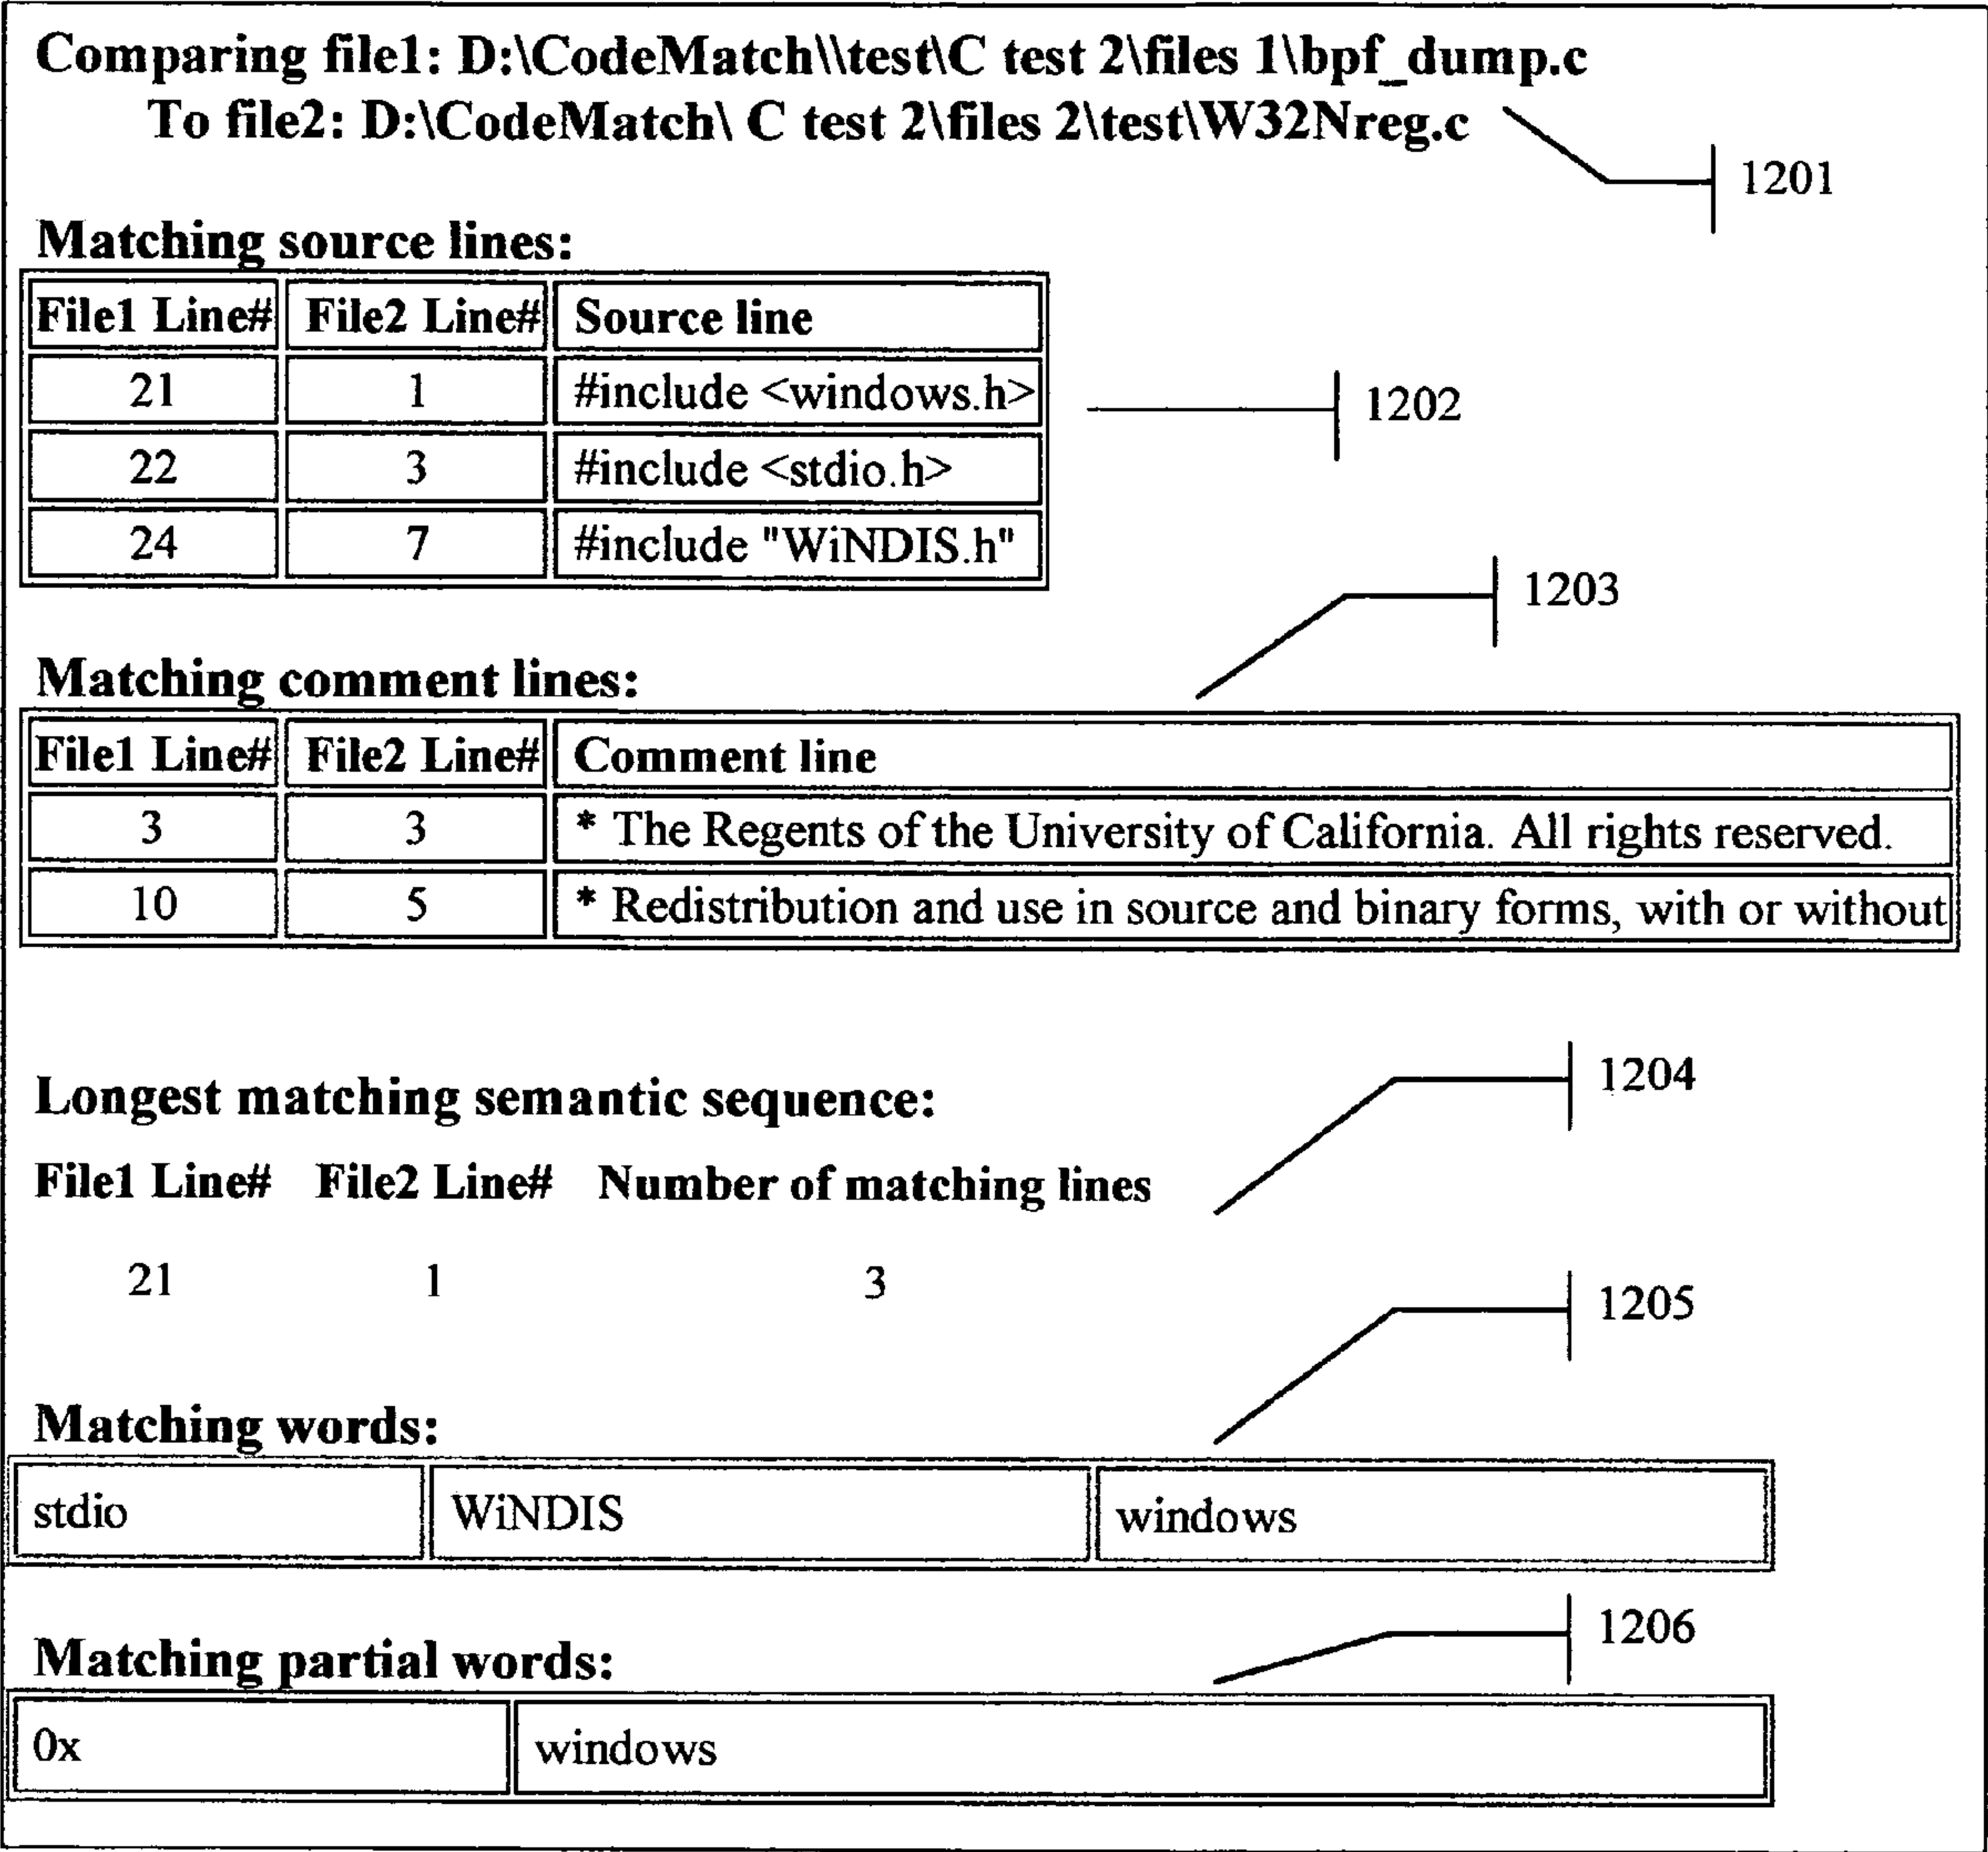 Comparing file1: D:\CodeMatch\\test\C test 2\files 1\bpf_dump.c
To file2: D:\CodeMatch\ C test 2\files 2\test\W32Nreg.c
1201
Matching source lines:
File1 Line# File2 Line# Source line
21 1 #include <windows.h>
1202
22 3 #include <stdio.h>
24 7 #include "WiNDIS.h"
1203
Matching comment lines:
File1 Line# File2 Line# Comment line
3 3 * The Regents of the University of California. All rights reserved.
10 5 * Redistribution and use in source and binary forms, with or without
1204
Longest matching semantic sequence:
File1 Line# File2 Line# Number of matching lines
21 1 3
1205
Matching words:
stdio WiNDIS windows
1206
Matching partial words:
0x windows